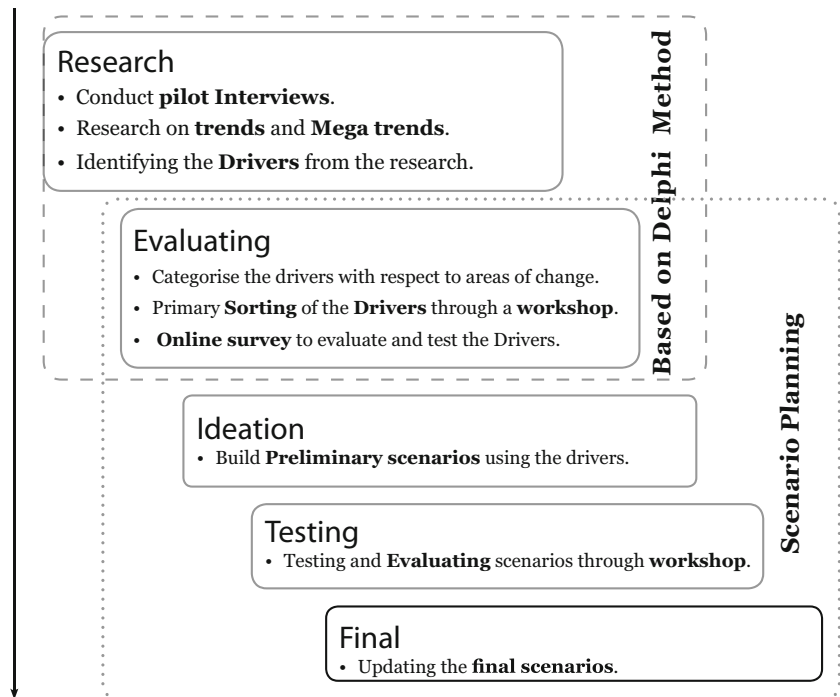 Research
• Conduct pilot Interviews.
• Research on trends and Mega trends.
• Identifying the Drivers from the research.
Based on Delphi Method
Evaluating
• Categorise the drivers with respect to areas of change.
• Primary Sorting of the Drivers through a workshop.
• Online survey to evaluate and test the Drivers.
Scenario Planning
Ideation
• Build Preliminary scenarios using the drivers.
Testing
• Testing and Evaluating scenarios through workshop.
Final
• Updating the final scenarios.